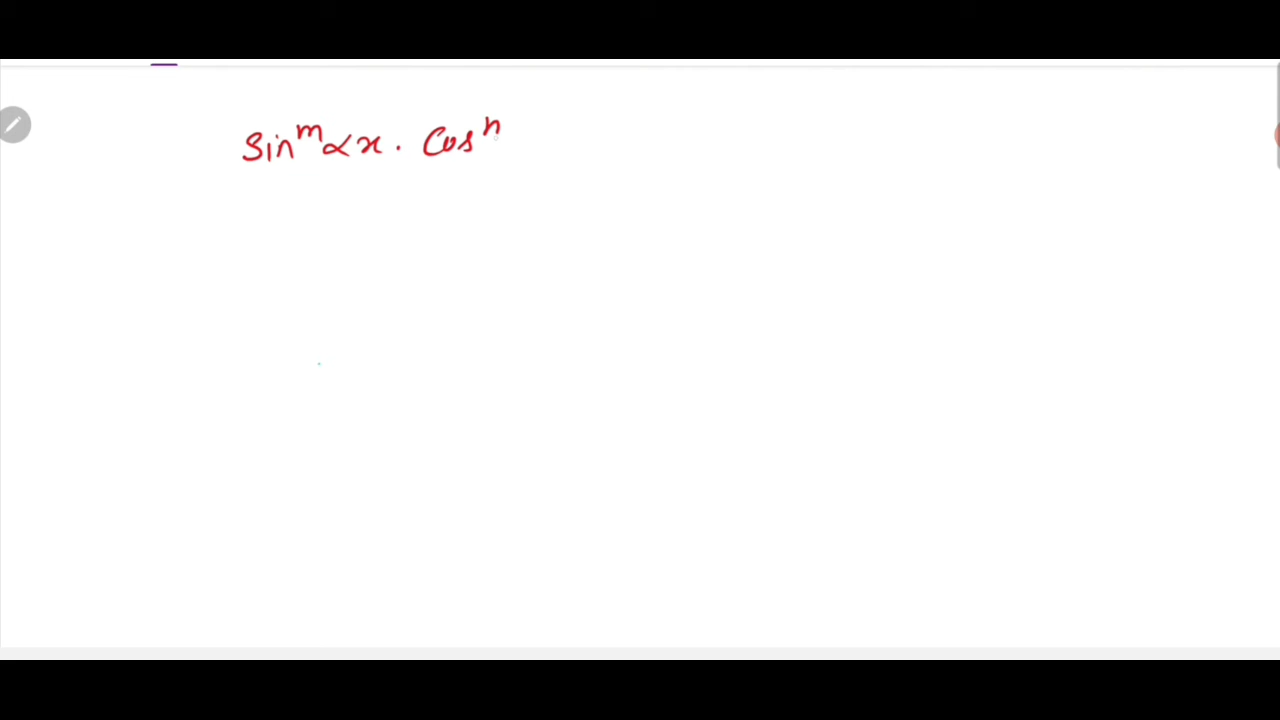 Sin^m αx . Cos^n